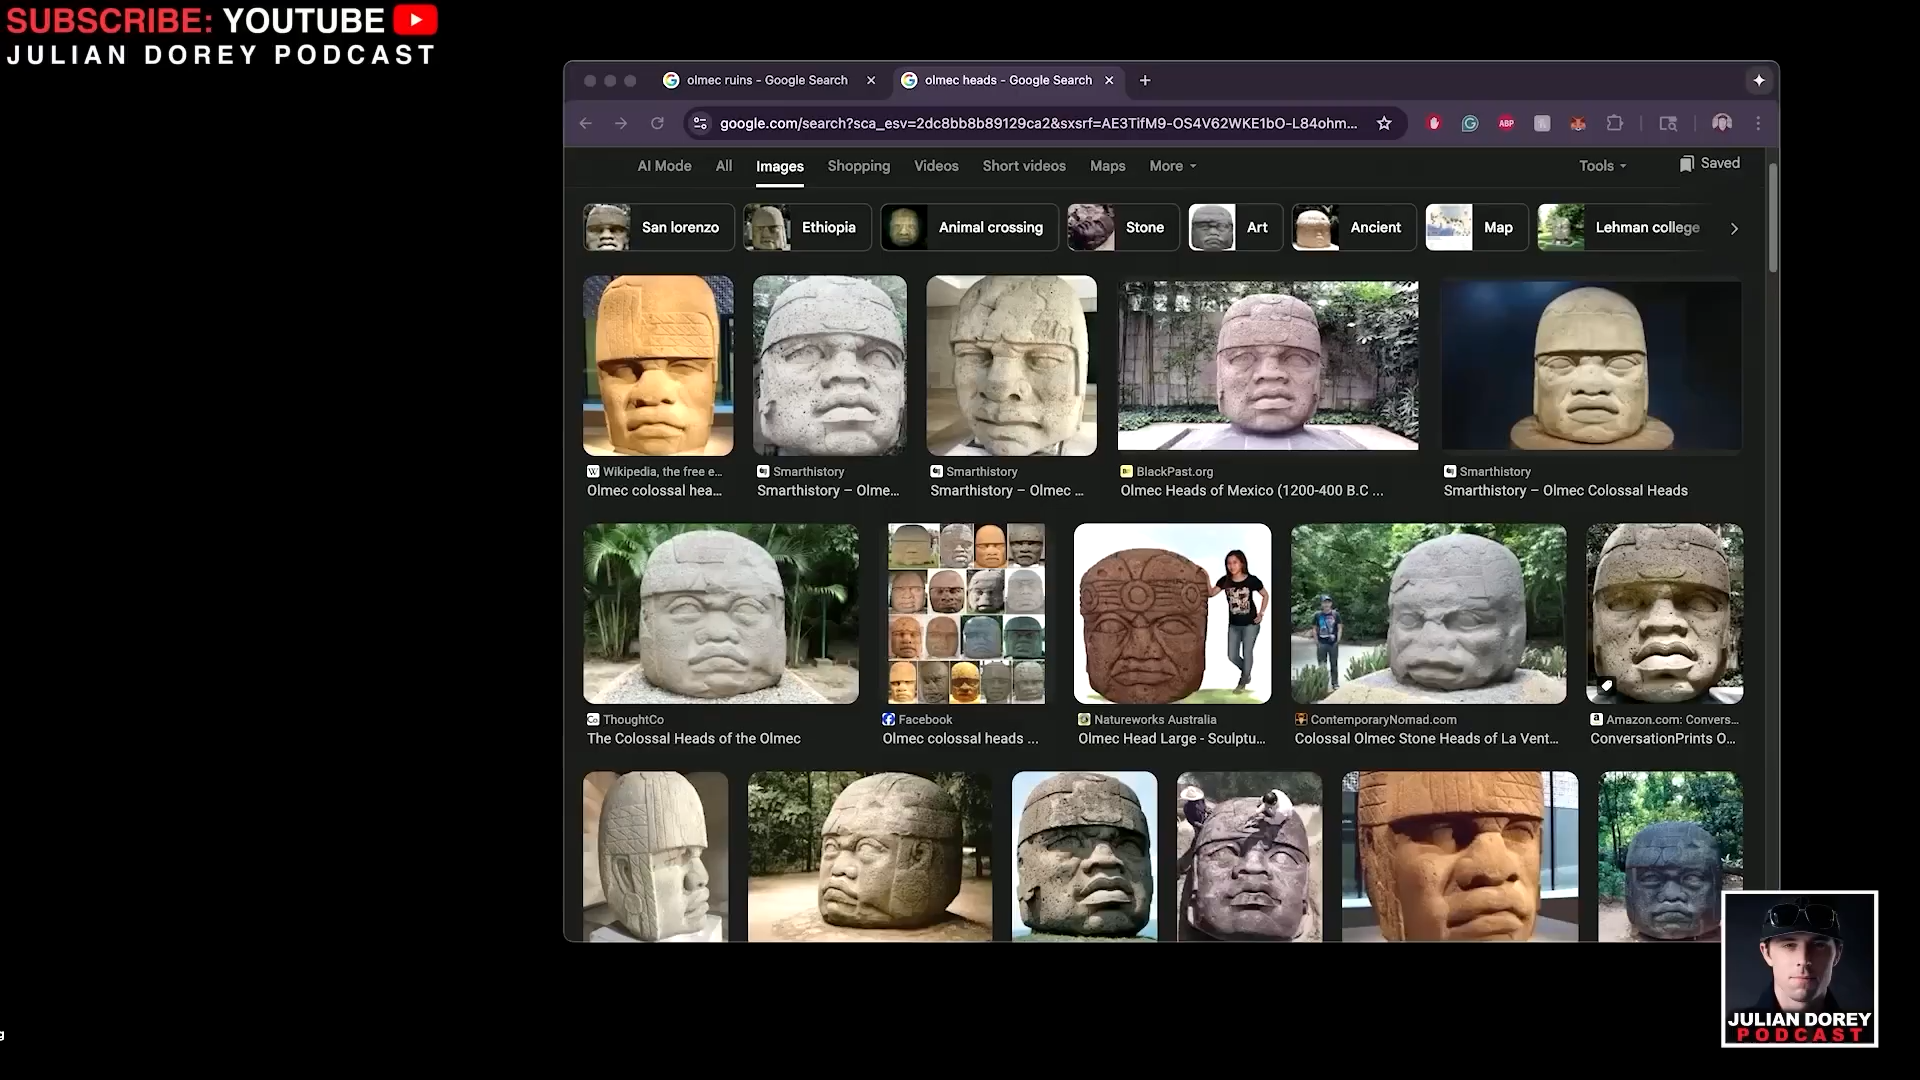 SUBSCRIBE: YOUTUBE
JULIAN DOREY PODCAST
olmec ruins - Google Search
olmec heads - Google Search
google.com/search?sca_esv=2dc8bb8b89129ca2&sxsrf=AE3TifM9-OS4V62WKE1bO-L84ohm...
ABP
AI Mode
All
Images
Shopping
Videos
Short videos
Maps
More
Tools
Saved
San lorenzo
Ethiopia
Animal crossing
Stone
Art
Ancient
Map
Lehman college
Wikipedia, the free e...
Olmec colossal hea...
Smarthistory
Smarthistory – Olme...
Smarthistory
Smarthistory – Olmec ...
BlackPast.org
Olmec Heads of Mexico (1200-400 B.C ...
Smarthistory
Smarthistory – Olmec Colossal Heads
ThoughtCo
The Colossal Heads of the Olmec
Facebook
Olmec colossal heads ...
Natureworks Australia
Olmec Head Large - Sculptu...
ContemporaryNomad.com
Colossal Olmec Stone Heads of La Vent...
Amazon.com: Convers...
ConversationPrints O...
JULIAN DOREY
PODCAST
g